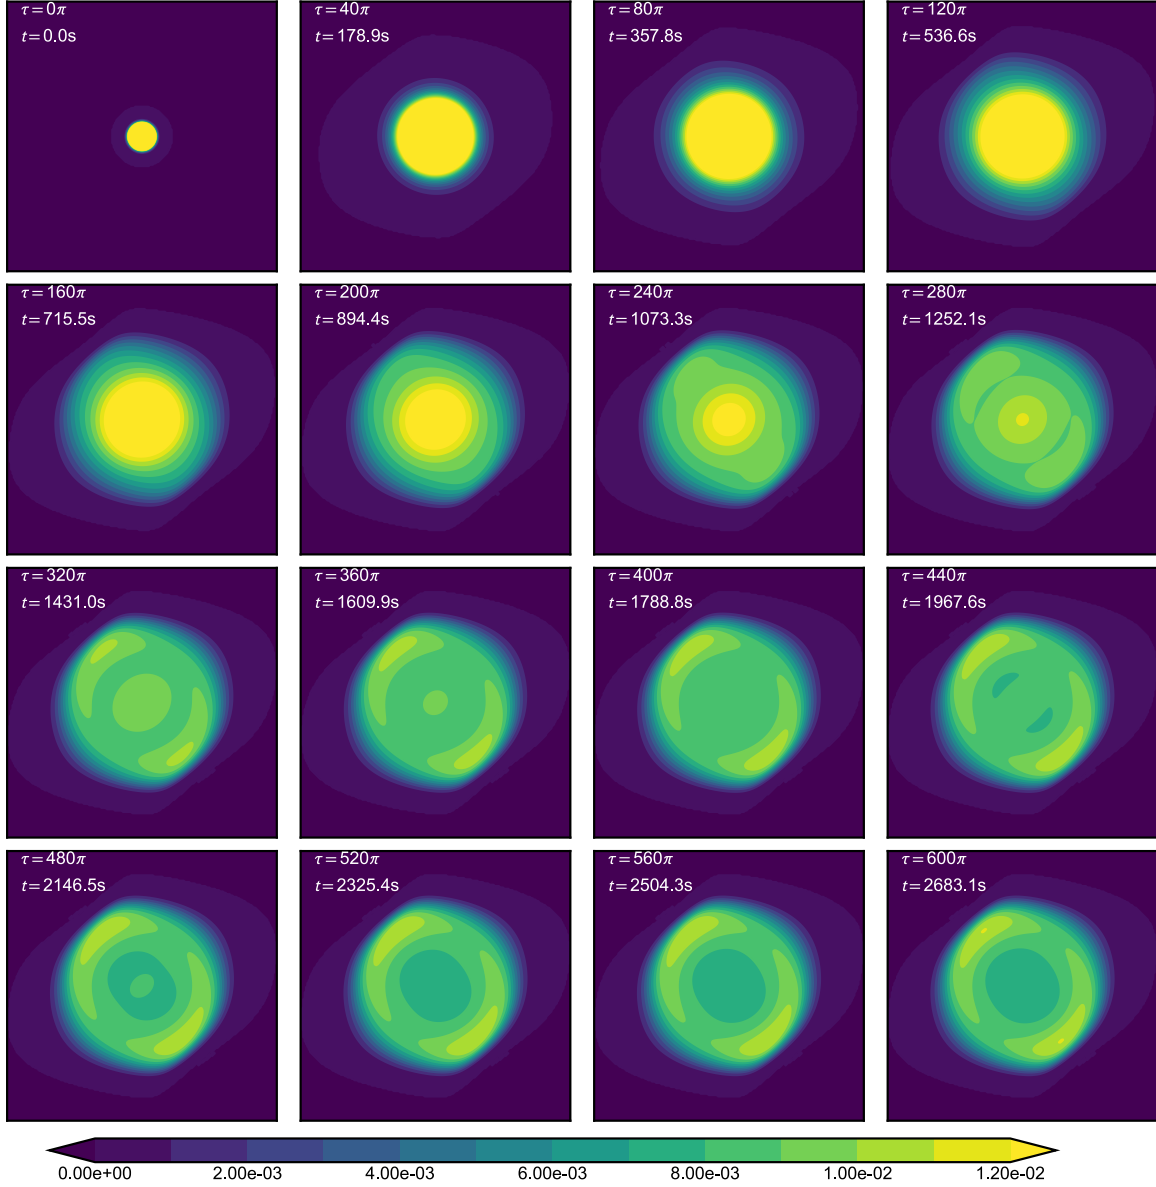 τ=0π
t=0.0s
τ=40π
t=178.9s
τ=80π
t=357.8s
τ=120π
t=536.6s
τ=160π
t=715.5s
τ=200π
t=894.4s
τ=240π
t=1073.3s
τ=280π
t=1252.1s
τ=320π
t=1431.0s
τ=360π
t=1609.9s
τ=400π
t=1788.8s
τ=440π
t=1967.6s
τ=480π
t=2146.5s
τ=520π
t=2325.4s
τ=560π
t=2504.3s
τ=600π
t=2683.1s
0.00e+00 2.00e-03 4.00e-03 6.00e-03 8.00e-03 1.00e-02 1.20e-02